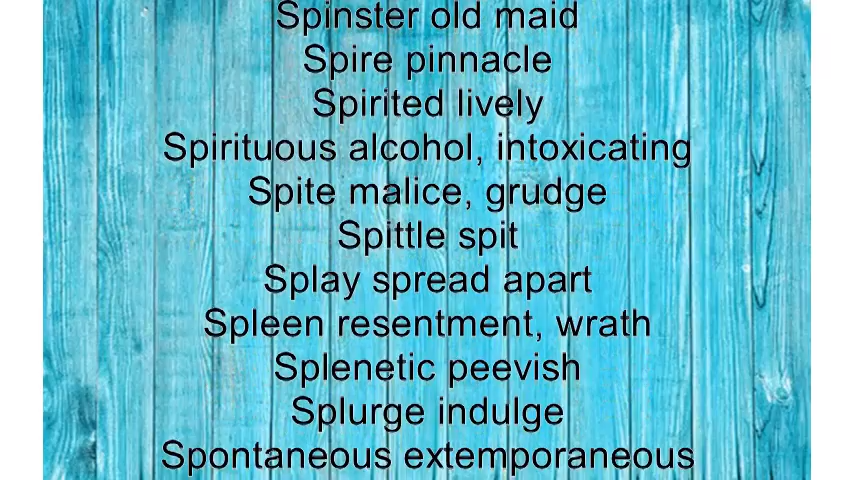 Spinster old maid
Spire pinnacle
Spirited lively
Spirituous alcohol, intoxicating
Spite malice, grudge
Spittle spit
Splay spread apart
Spleen resentment, wrath
Splenetic peevish
Splurge indulge
Spontaneous extemporaneous